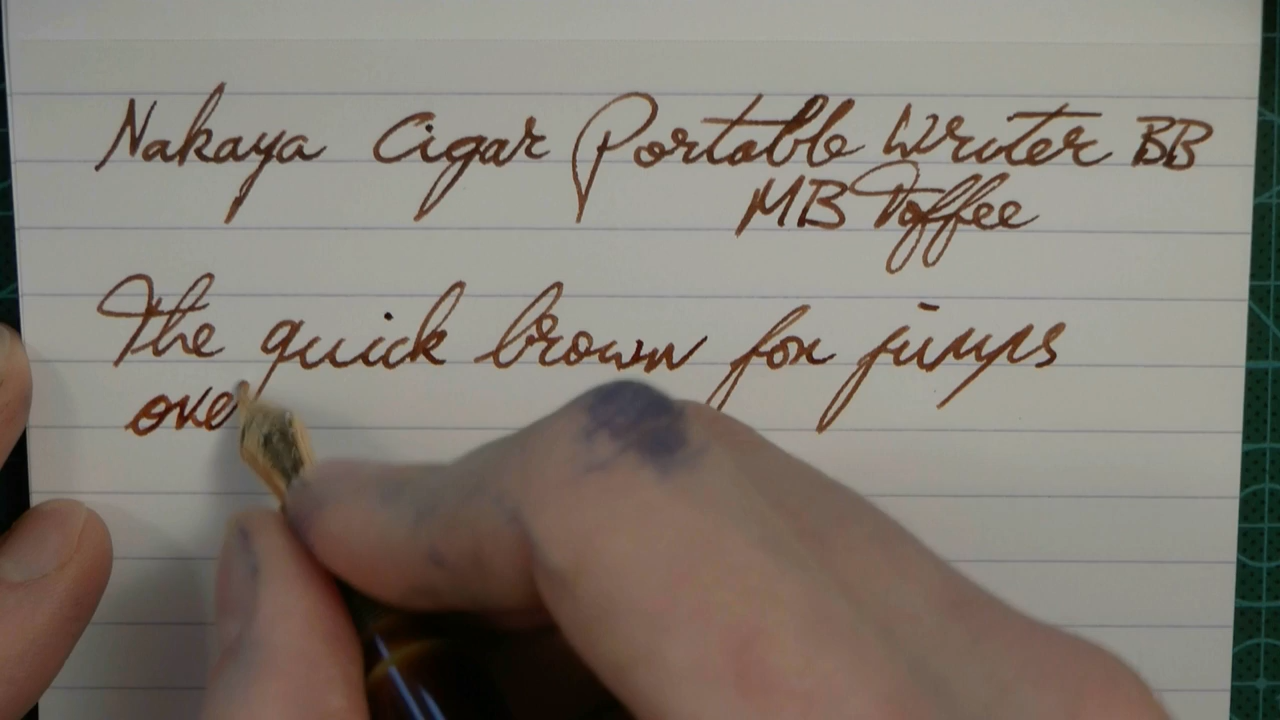 Nakaya Cigar Portable Writer BB
MB Toffee
The quick brown fox jumps
ove